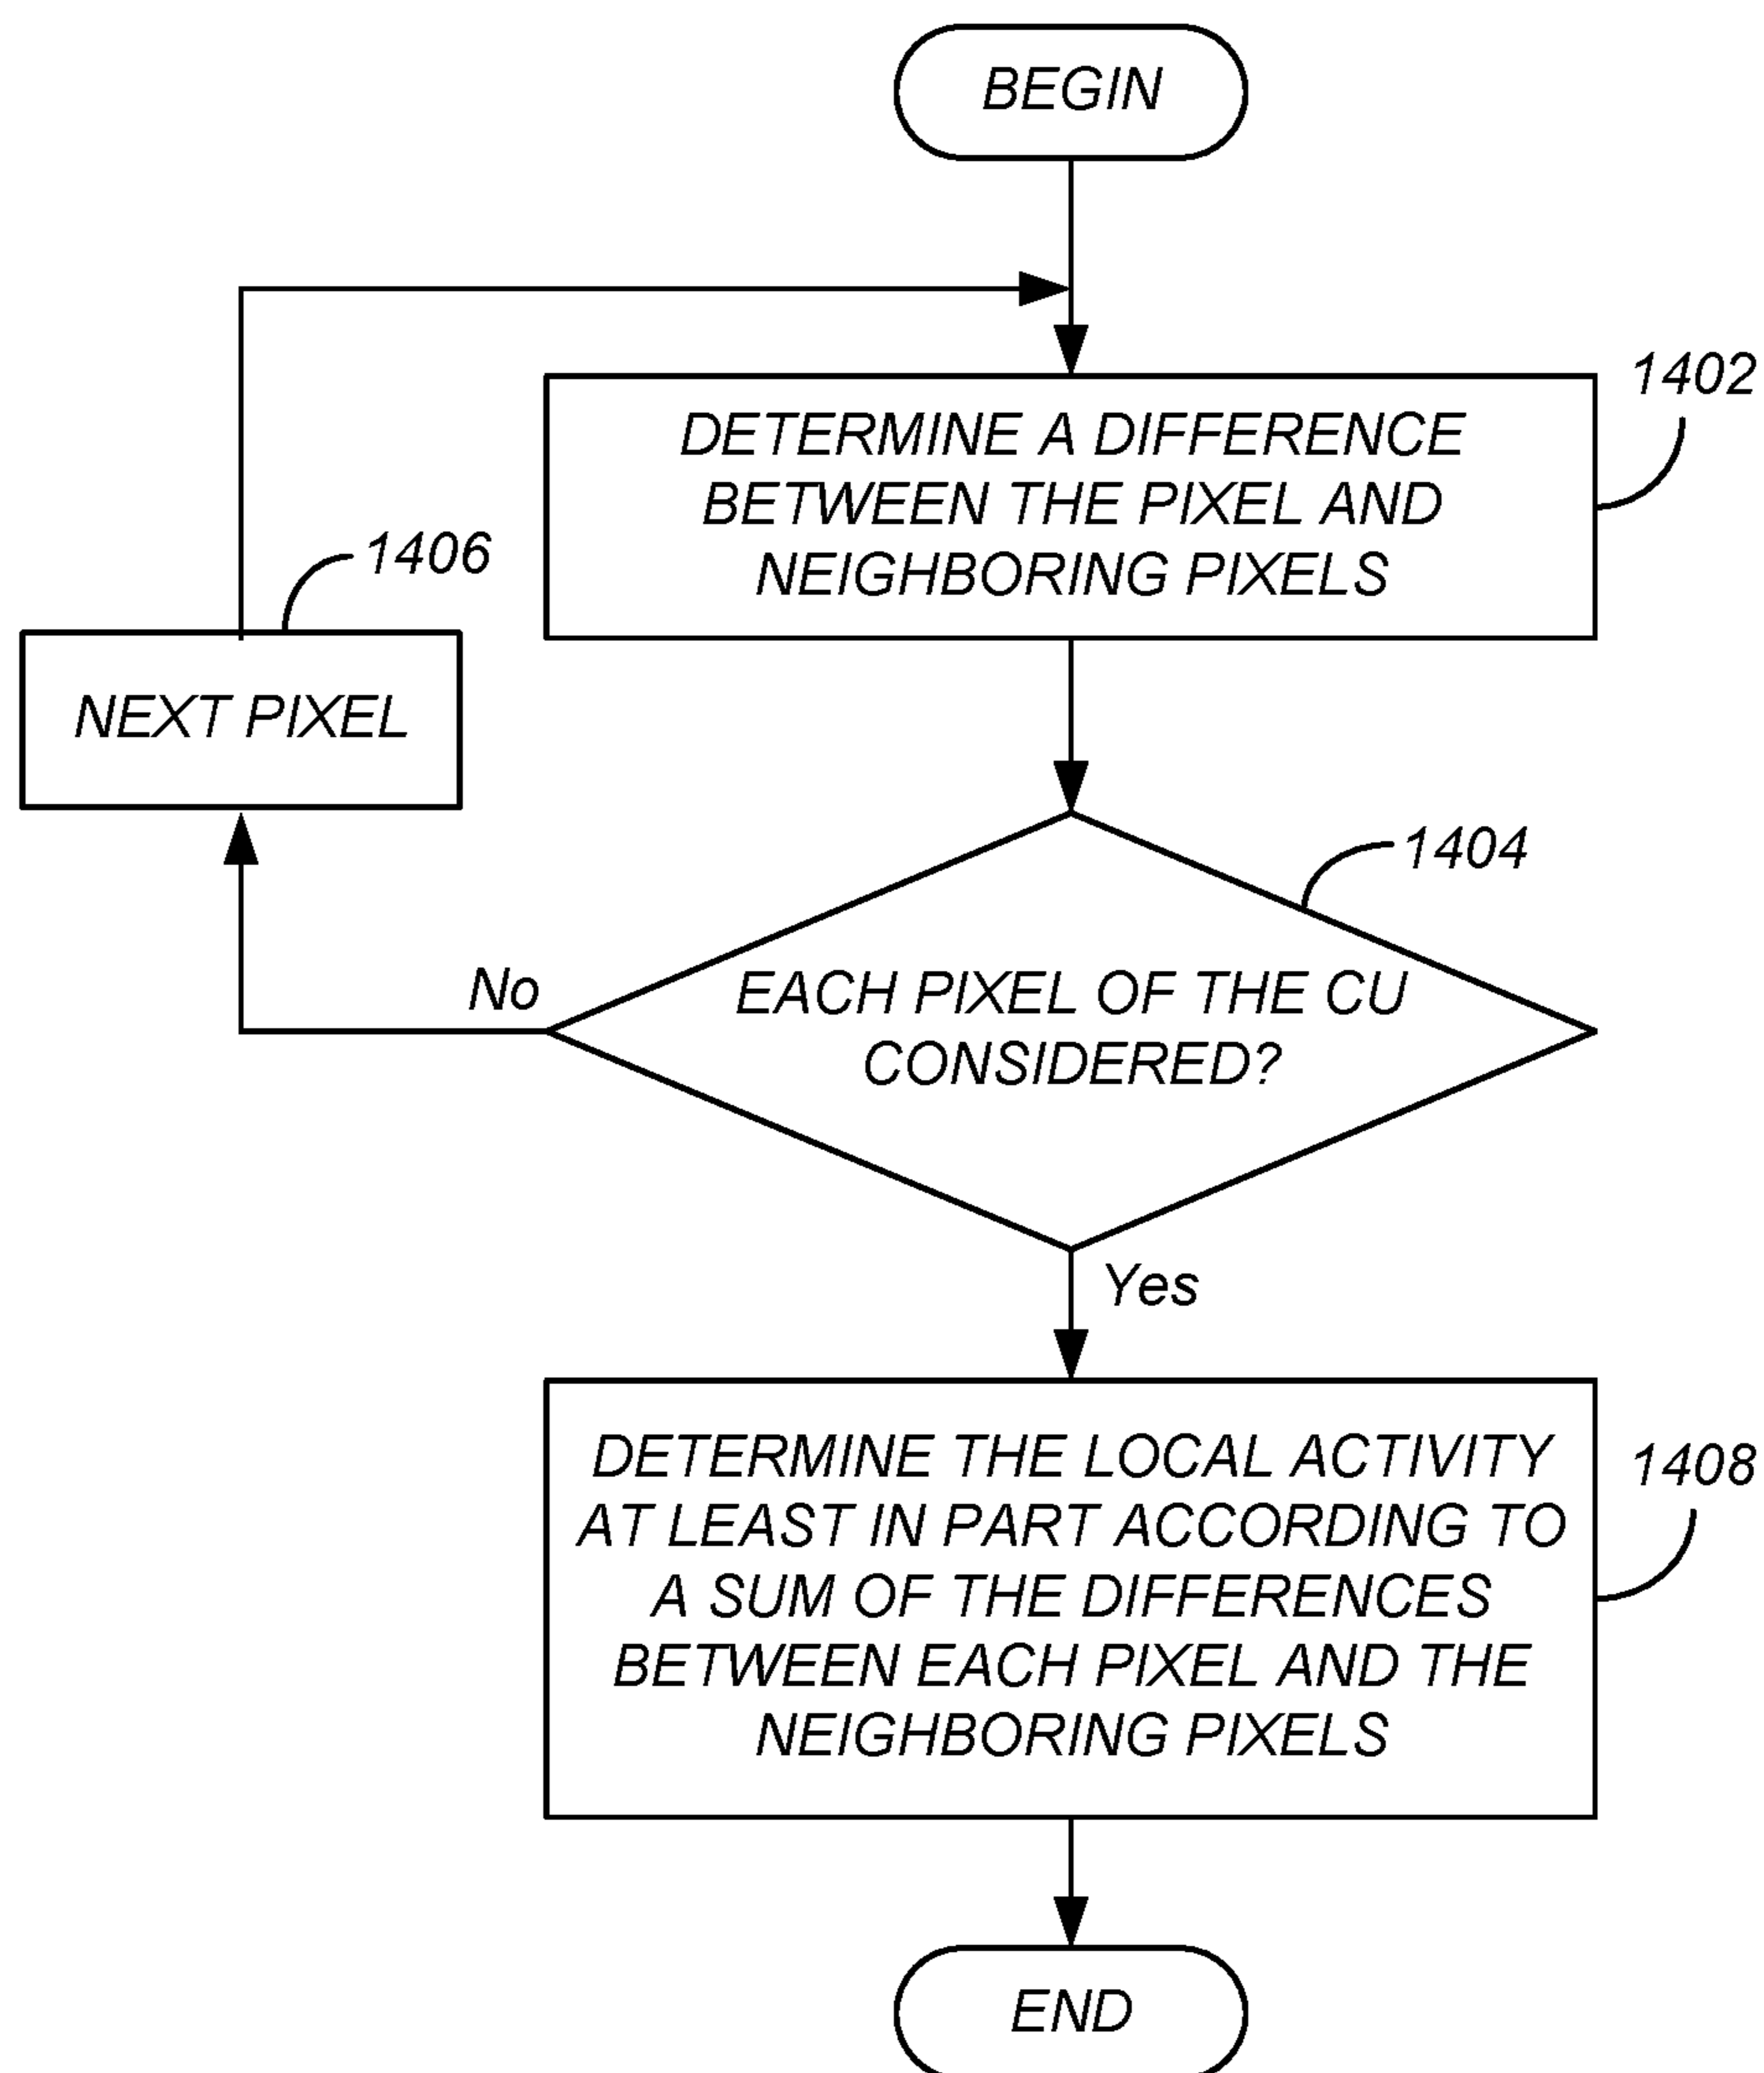 BEGIN
1402
DETERMINE A DIFFERENCE
BETWEEN THE PIXEL AND
NEIGHBORING PIXELS
1406
NEXT PIXEL
1404
No
EACH PIXEL OF THE CU
CONSIDERED?
Yes
DETERMINE THE LOCAL ACTIVITY
AT LEAST IN PART ACCORDING TO
A SUM OF THE DIFFERENCES
BETWEEN EACH PIXEL AND THE
NEIGHBORING PIXELS
1408
END